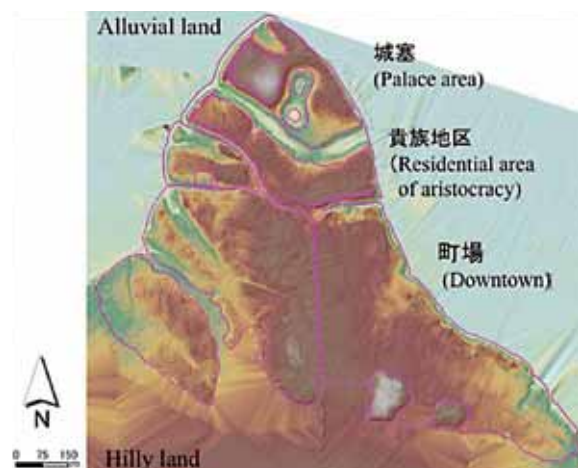 Alluvial land
城塞
(Palace area)
貴族地区
(Residential area
of aristocracy)
町場
(Downtown)
N
0 75 150
Hilly land